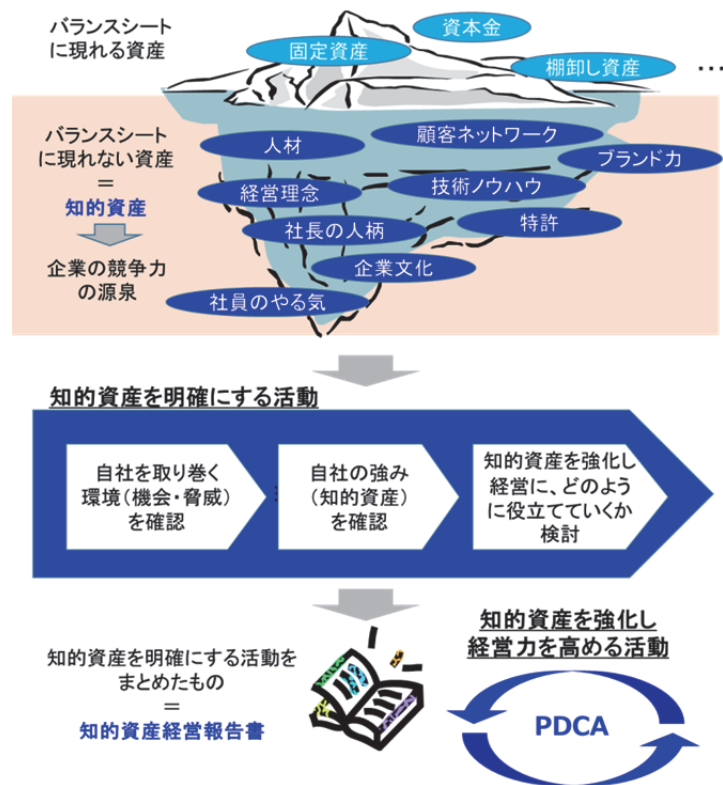 バランスシート
に現れる資産
資本金
固定資産
棚卸し資産
…
バランスシート
に現れない資産
＝
知的資産
企業の競争力
の源泉
人材
顧客ネットワーク
ブランド力
経営理念
技術ノウハウ
社長の人柄
特許
企業文化
社員のやる気
知的資産を明確にする活動
自社を取り巻く
環境（機会・脅威）
を確認
自社の強み
（知的資産）
を確認
知的資産を強化し
経営に、どのよう
に役立てていくか
検討
知的資産を明確にする活動を
まとめたもの
＝
知的資産経営報告書
知的資産を強化し
経営力を高める活動
PDCA